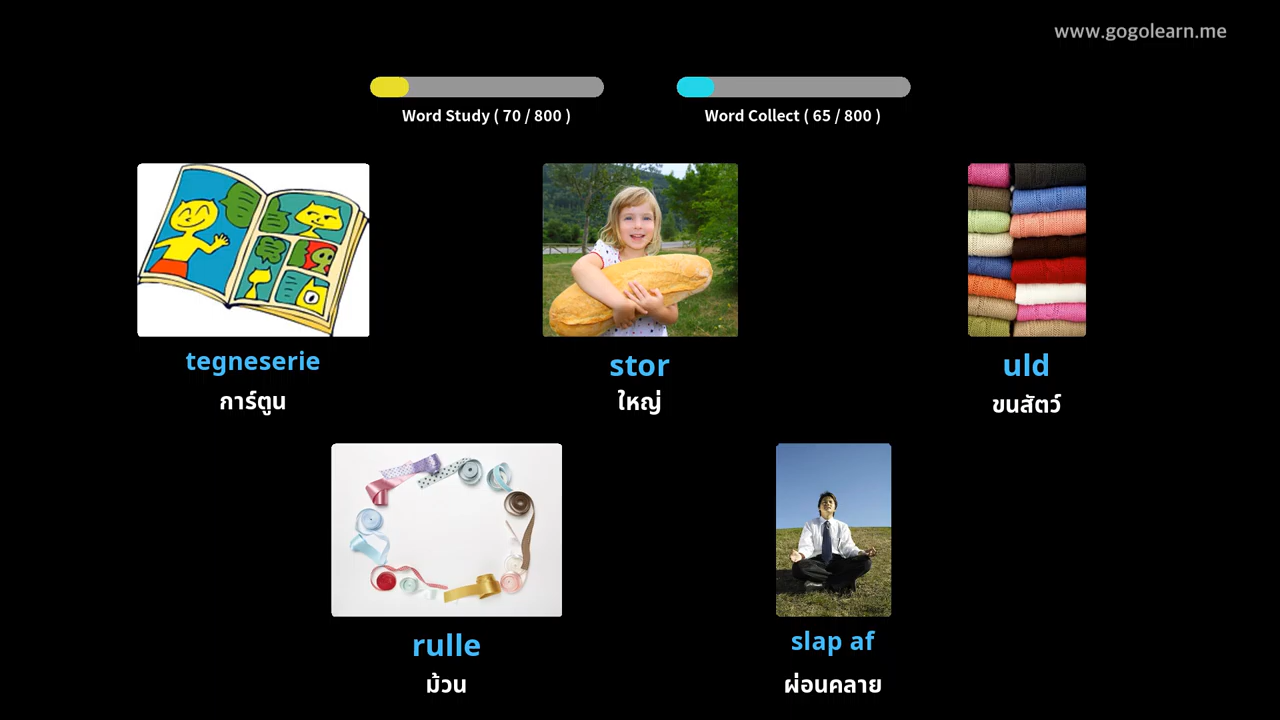 www.gogolearn.me
Word Study ( 70 / 800 )
Word Collect ( 65 / 800 )
tegneserie
การ์ตูน
stor
ใหญ่
uld
ขนสัตว์
rulle
ม้วน
slap af
ผ่อนคลาย